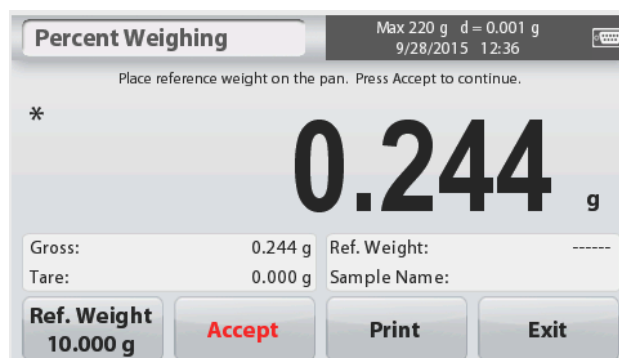 Percent Weighing
Max 220 g d = 0.001 g
9/28/2015 12:36
Place reference weight on the pan. Press Accept to continue.
*
0.244 g
Gross: 0.244 g
Tare: 0.000 g
Ref. Weight: ------
Sample Name:
Ref. Weight
10.000 g
Accept
Print
Exit